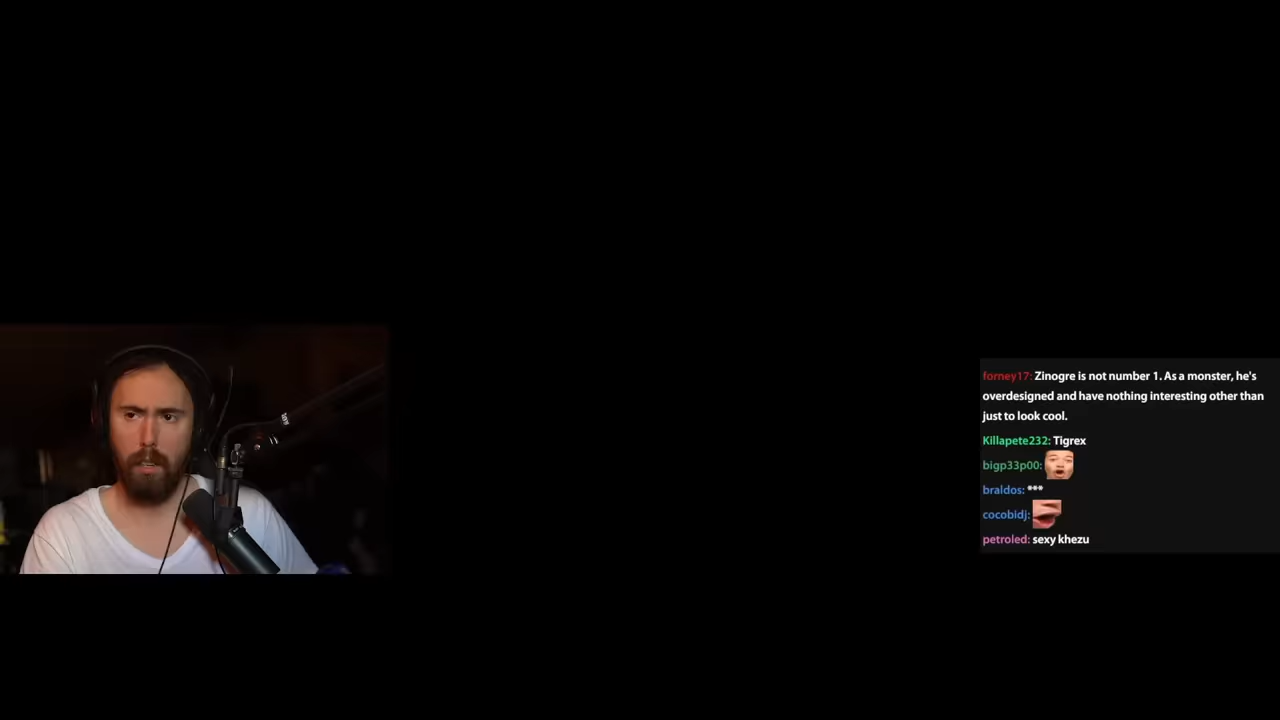 forney17: Zinogre is not number 1. As a monster, he's
overdesigned and have nothing interesting other than
just to look cool.
Killapete232: Tigrex
bigp33p00:
braldos: ***
cocobidj:
petroled: sexy khezu